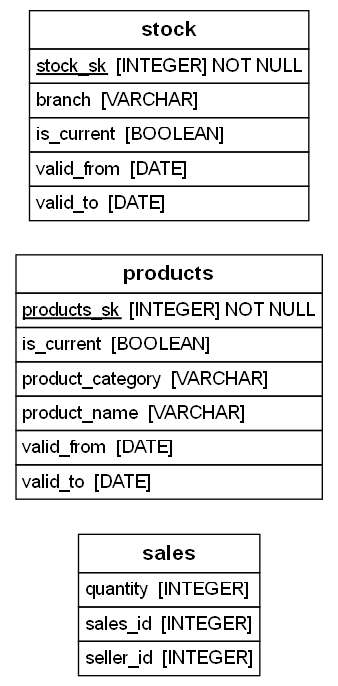 stock
stock_sk [INTEGER] NOT NULL
branch [VARCHAR]
is_current [BOOLEAN]
valid_from [DATE]
valid_to [DATE]
products
products_sk [INTEGER] NOT NULL
is_current [BOOLEAN]
product_category [VARCHAR]
product_name [VARCHAR]
valid_from [DATE]
valid_to [DATE]
sales
quantity [INTEGER]
sales_id [INTEGER]
seller_id [INTEGER]